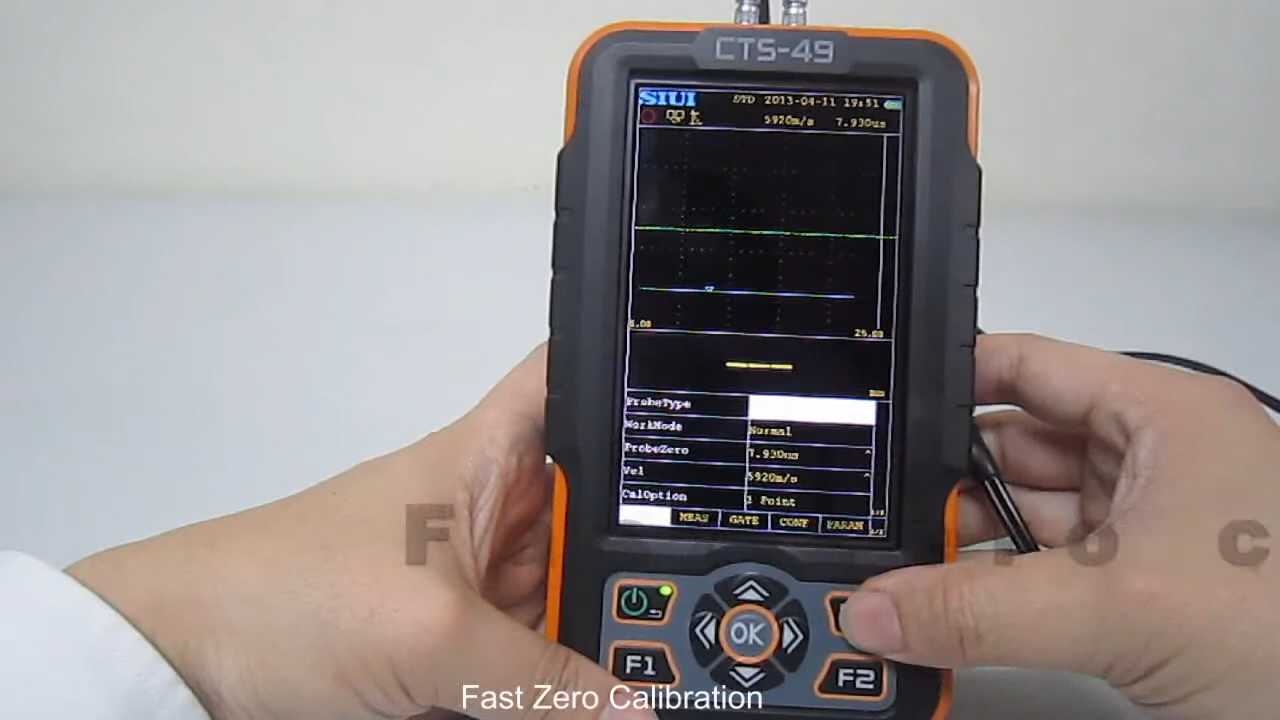 CTS-49
SIUI STD 2013-04-11 19:51
5920m/s 7.930us
25.00
ProbeType
WorkMode Normal
ProbeZero 7.930us
Vel 5920m/s
CalOption 1 Point
MEAS GATE CONF PARAM
F o c
OK
F1 F2
Fast Zero Calibration